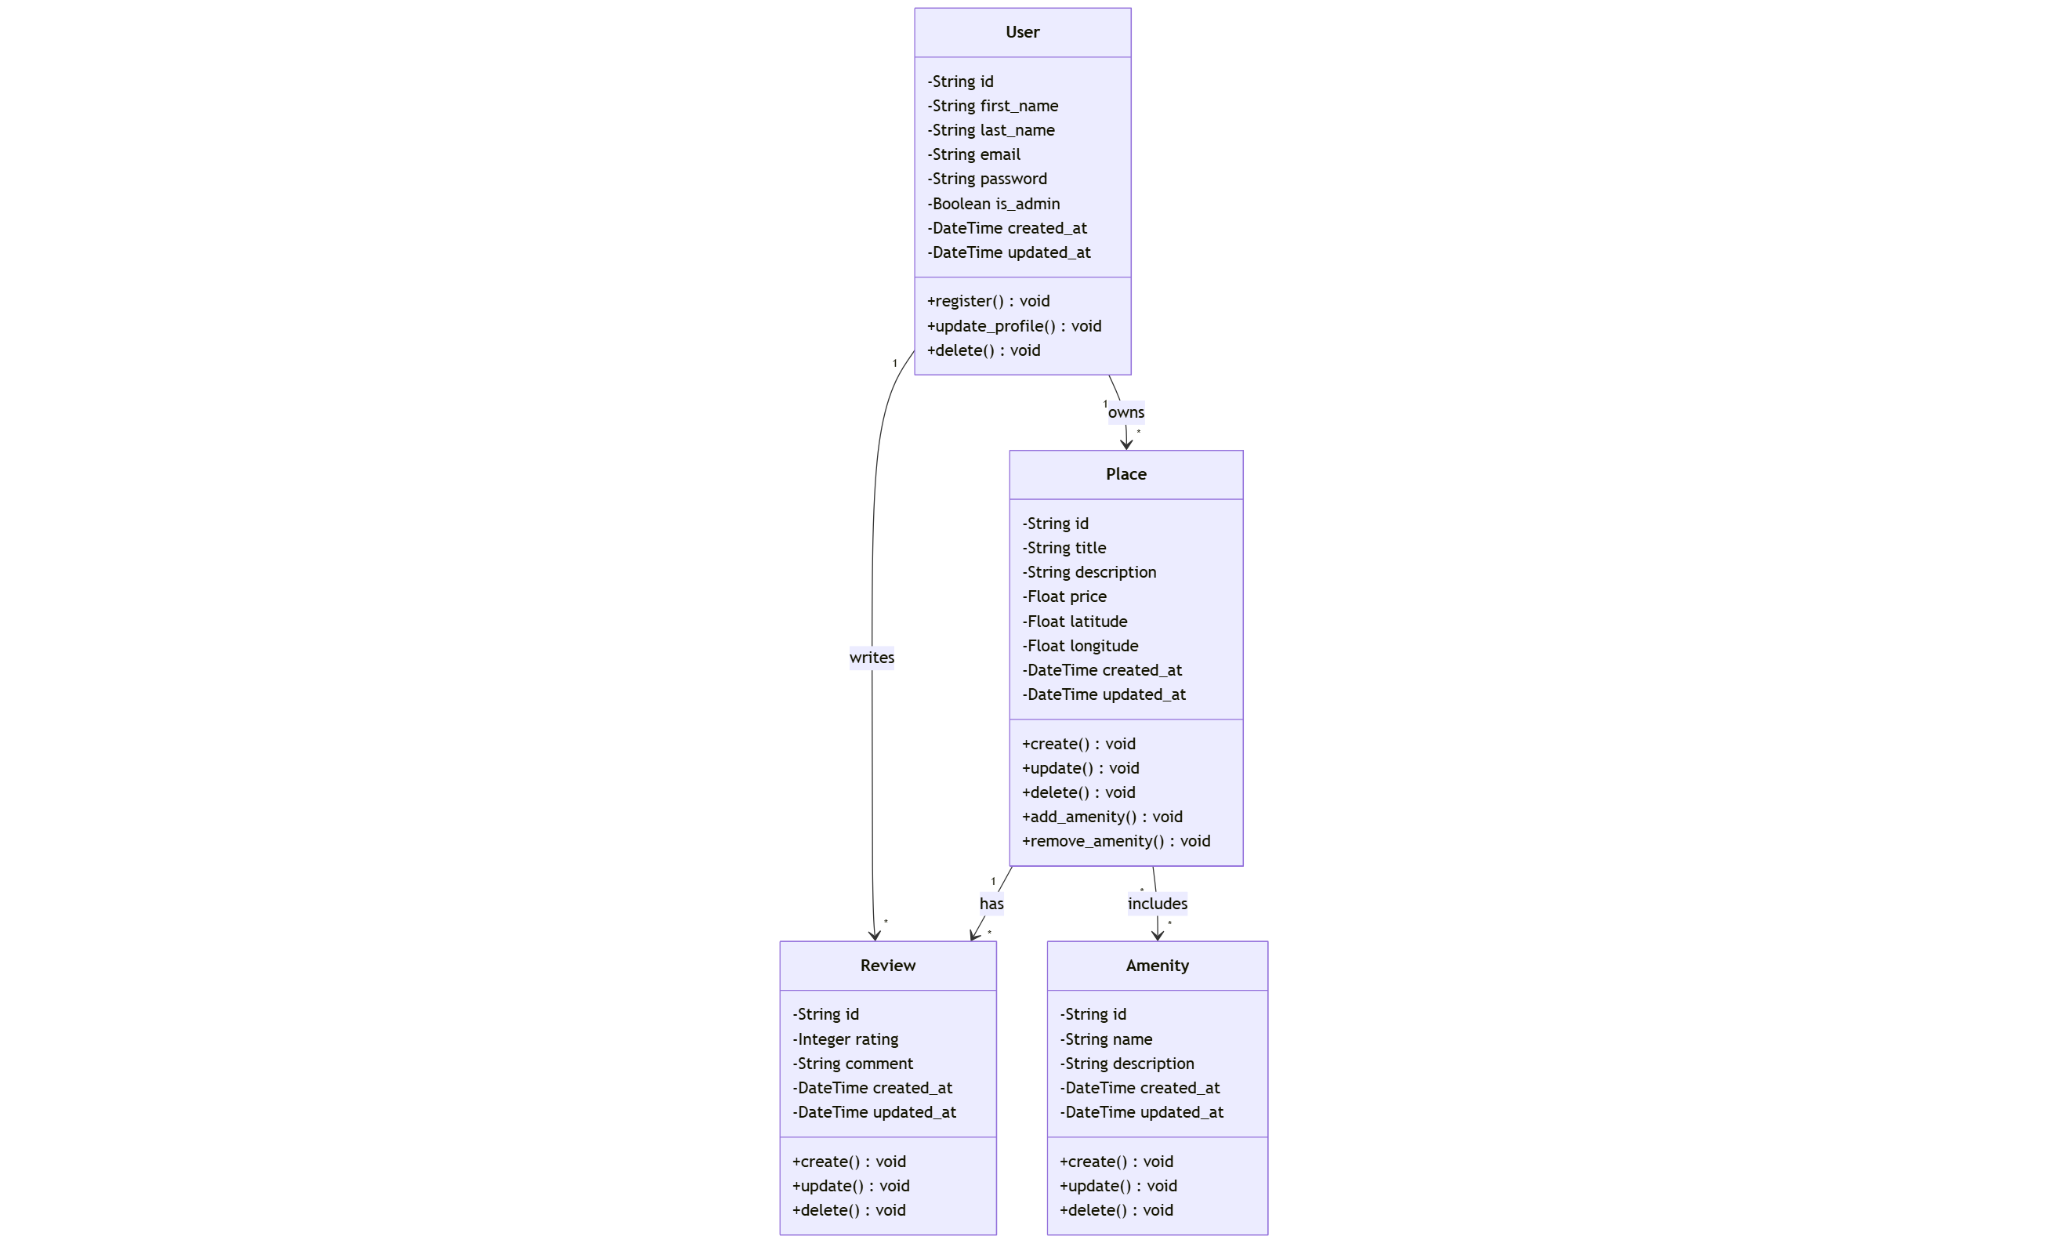 User
-String id
-String first_name
-String last_name
-String email
-String password
-Boolean is_admin
-DateTime created_at
-DateTime updated_at
+register() : void
+update_profile() : void
+delete() : void
1
1
owns
*
Place
-String id
-String title
-String description
-Float price
-Float latitude
-Float longitude
-DateTime created_at
-DateTime updated_at
+create() : void
+update() : void
+delete() : void
+add_amenity() : void
+remove_amenity() : void
writes
*
1
has
*
*
includes
*
Review
-String id
-Integer rating
-String comment
-DateTime created_at
-DateTime updated_at
+create() : void
+update() : void
+delete() : void
Amenity
-String id
-String name
-String description
-DateTime created_at
-DateTime updated_at
+create() : void
+update() : void
+delete() : void